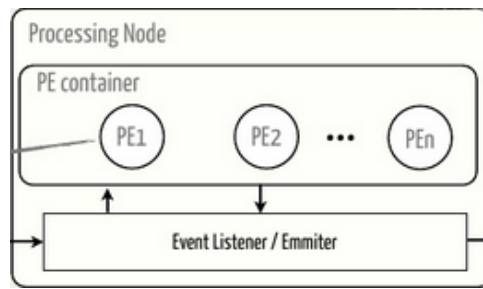 Processing Node
PE container
PE1 PE2 ••• PEn
Event Listener / Emmiter